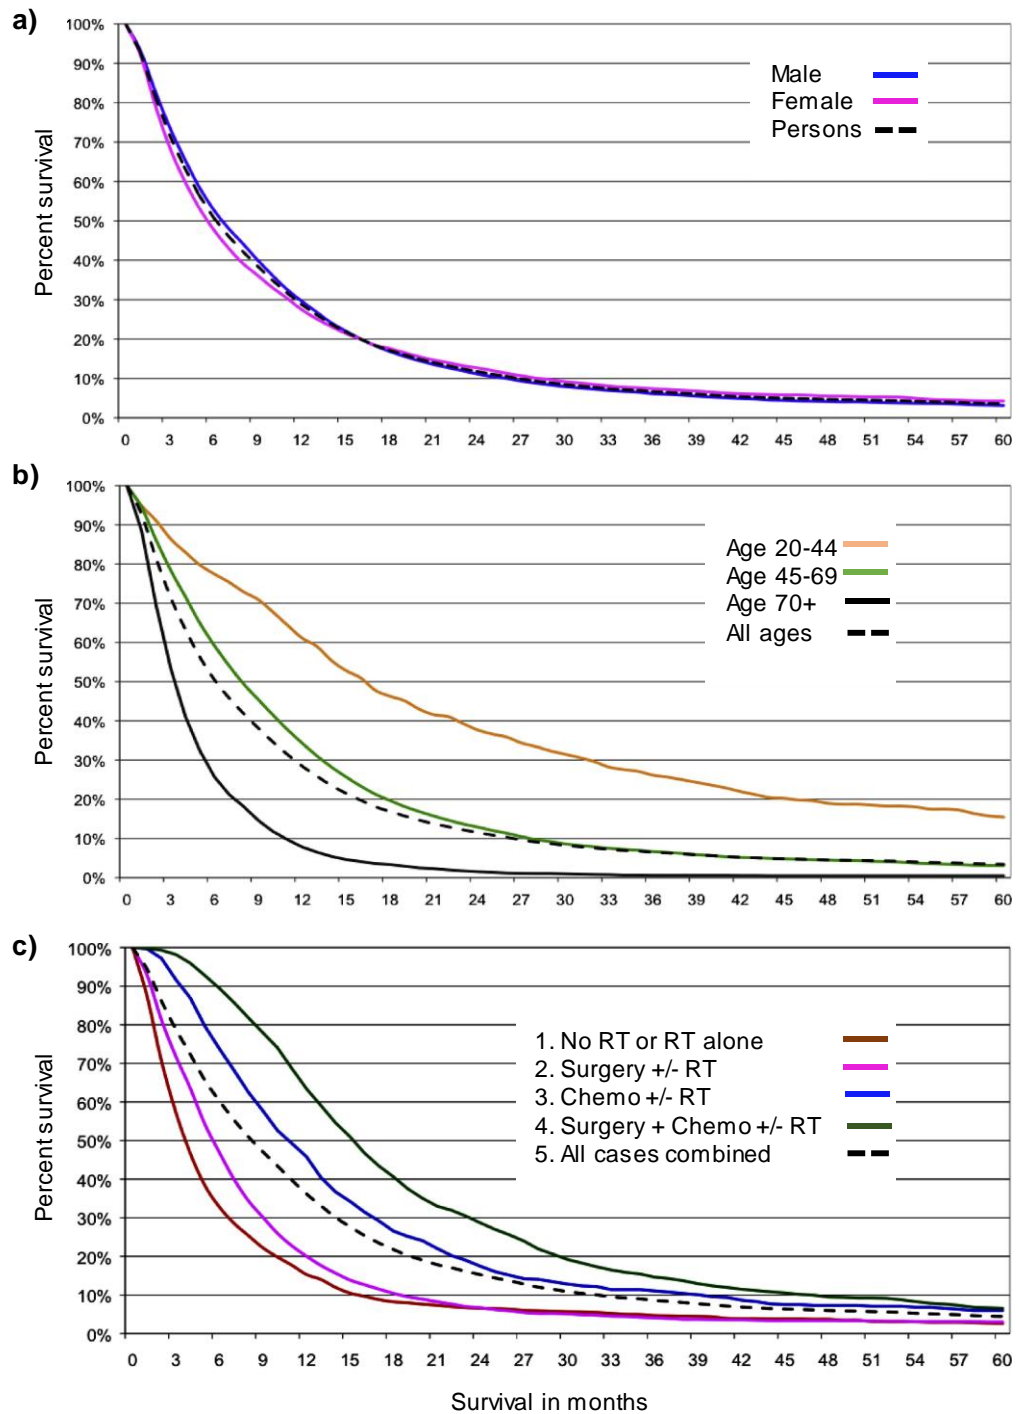 a)
Percent survival
100%
90%
80%
70%
60%
50%
40%
30%
20%
10%
0%
Male
Female
Persons
0 3 6 9 12 15 18 21 24 27 30 33 36 39 42 45 48 51 54 57 60
b)
Percent survival
100%
90%
80%
70%
60%
50%
40%
30%
20%
10%
0%
Age 20-44
Age 45-69
Age 70+
All ages
0 3 6 9 12 15 18 21 24 27 30 33 36 39 42 45 48 51 54 57 60
c)
Percent survival
100%
90%
80%
70%
60%
50%
40%
30%
20%
10%
0%
1. No RT or RT alone
2. Surgery +/- RT
3. Chemo +/- RT
4. Surgery + Chemo +/- RT
5. All cases combined
0 3 6 9 12 15 18 21 24 27 30 33 36 39 42 45 48 51 54 57 60
Survival in months